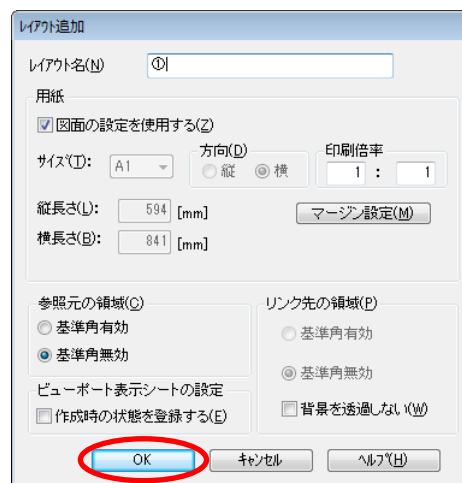 レイアウト追加
レイアウト名(N) ①
用紙
図面の設定を使用する(Z)
サイズ(T): A1 方向(D) 縦 横 印刷倍率 1 : 1
縦長さ(L): 594 [mm] マージン設定(M)
横長さ(B): 841 [mm]
参照元の領域(C)
基準角有効
基準角無効
リンク先の領域(P)
基準角有効
基準角無効
背景を透過しない(W)
ビューポート表示シートの設定
作成時の状態を登録する(E)
OK キャンセル ヘルプ(H)